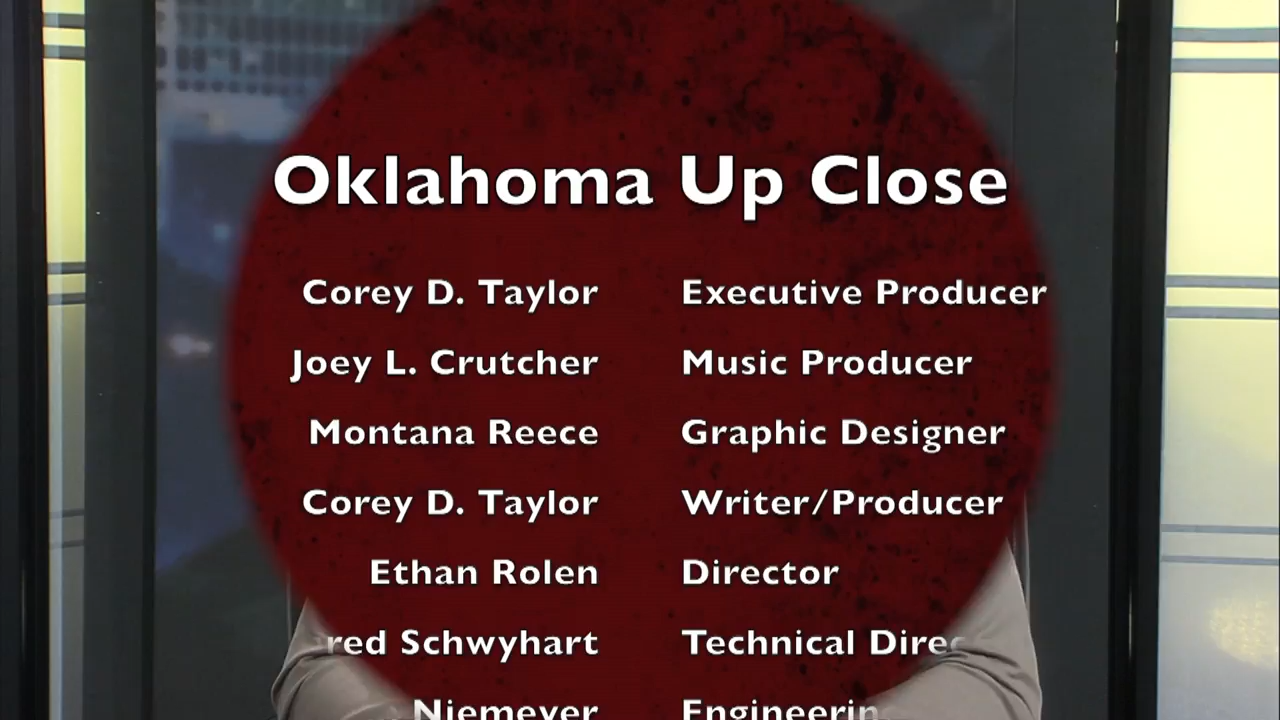 Oklahoma Up Close
Corey D. Taylor Executive Producer
Joey L. Crutcher Music Producer
Montana Reece Graphic Designer
Corey D. Taylor Writer/Producer
Ethan Rolen Director
Schwyhart Technical
Niemeyer